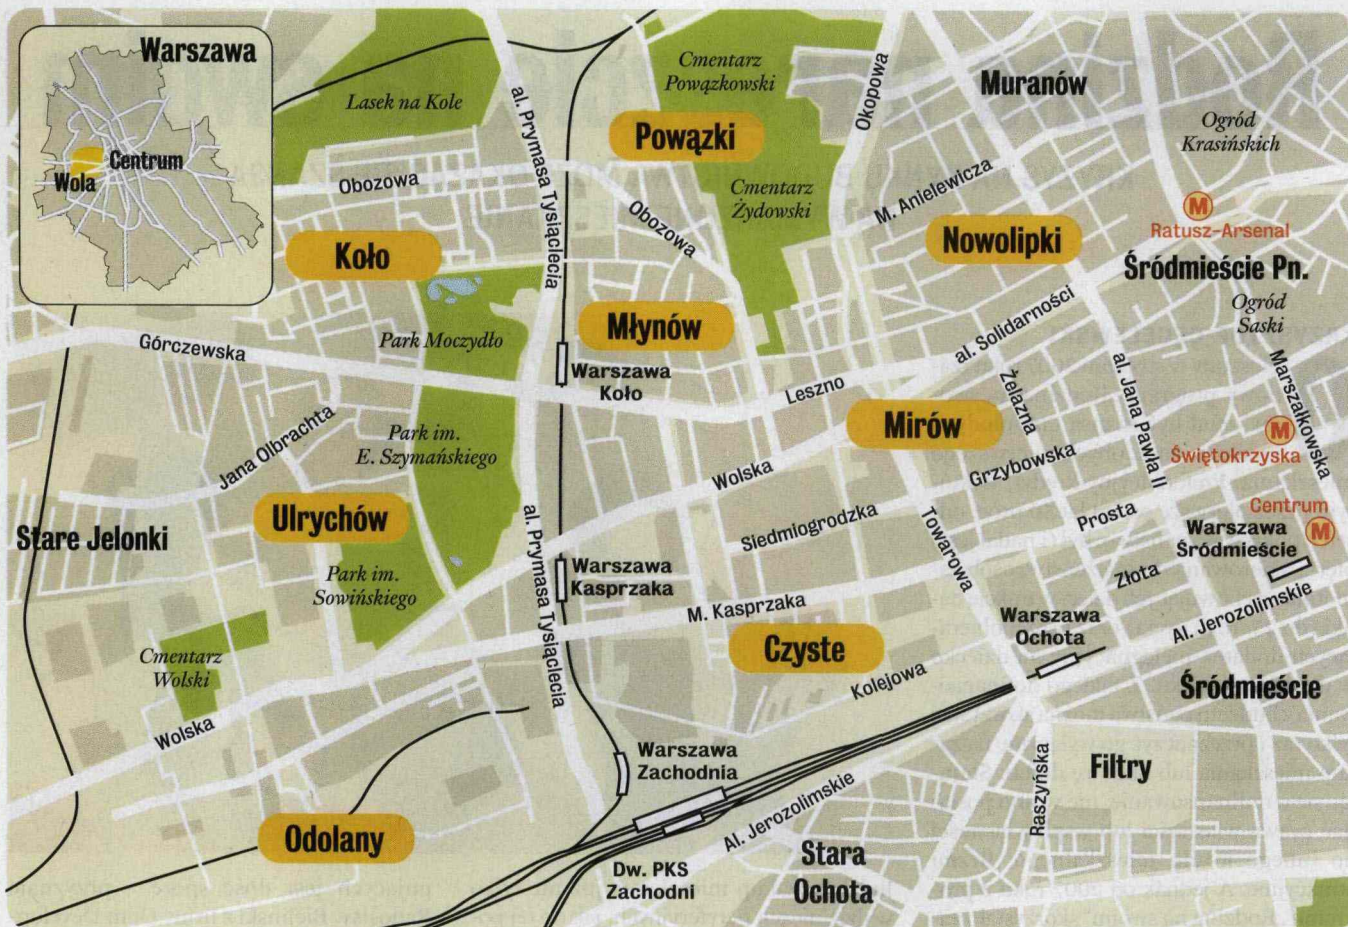 Warszawa
Centrum
Wola
Lasek na Kole
al. Prymasa Tysiąclecia
Cmentarz
Powązkowski
Okopowa
Muranów
Ogród
Krasińskich
Powązki
Obozowa
Cmentarz
Żydowski
M. Anielewicza
M
Ratusz-Arsenal
Obozowa
Koło
Nowolipki
Śródmieście Pn.
Ogród
Saski
Młynów
al. Solidarności
Park Moczydło
Górczewska
Warszawa
Koło
Leszno
Żelazna
al. Jana Pawła II
Marszałkowska
Jana Olbrachta
Park im.
E. Szymańskiego
Mirów
M
Świętokrzyska
Wolska
Grzybowska
Ulrychów
Stare Jelonki
al. Prymasa Tysiąclecia
Siedmiogrodzka
Towarowa
Prosta
Centrum
M
Warszawa
Śródmieście
Park im.
Sowińskiego
Warszawa
Kasprzaka
Złota
M. Kasprzaka
Warszawa
Ochota
Al. Jerozolimskie
Cmentarz
Wolski
Czyste
Kolejowa
Śródmieście
Wolska
Warszawa
Zachodnia
Raszyńska
Filtry
Al. Jerozolimskie
Odolany
Stara
Ochota
Dw. PKS
Zachodni